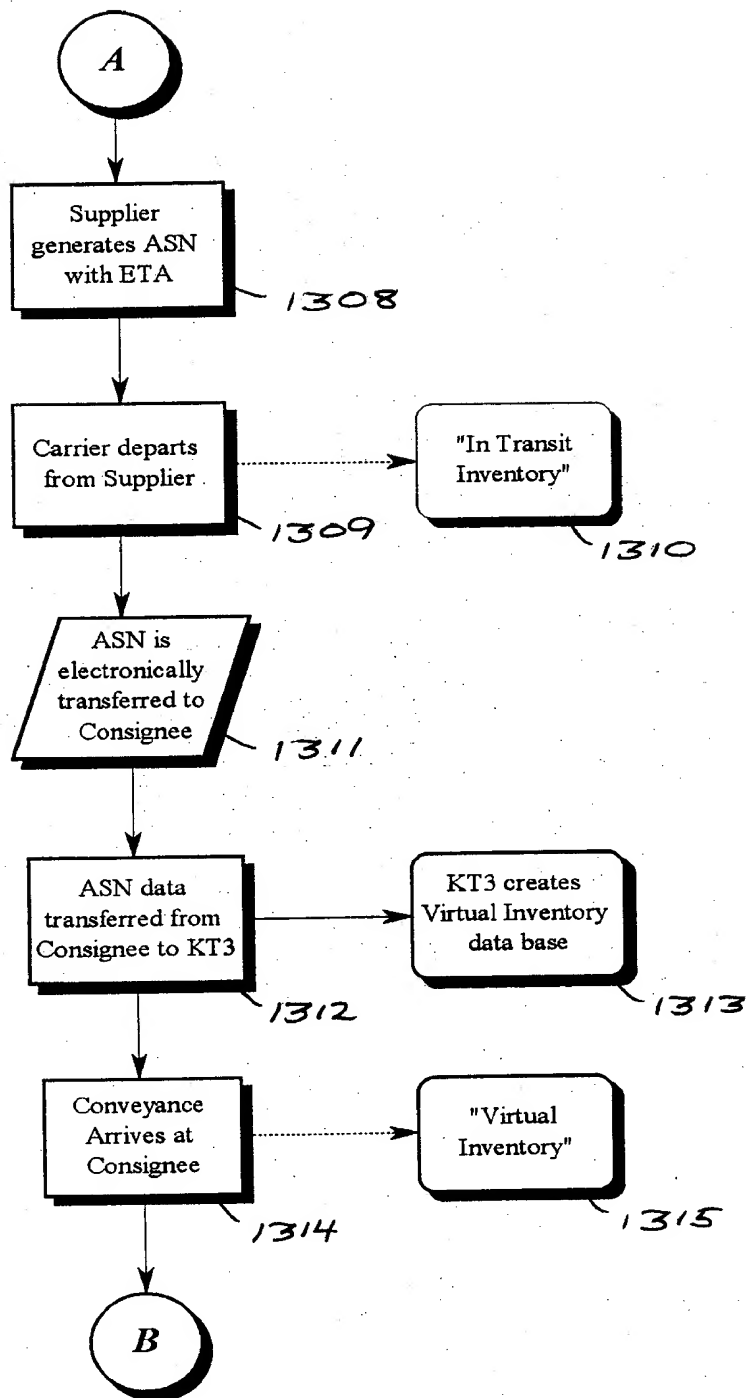 A
Supplier
generates ASN
with ETA
1308
Carrier departs
from Supplier
1309
"In Transit
Inventory"
1310
ASN is
electronically
transferred to
Consignee
1311
ASN data
transferred from
Consignee to KT3
1312
KT3 creates
Virtual Inventory
data base
1313
Conveyance
Arrives at
Consignee
1314
"Virtual
Inventory"
1315
B